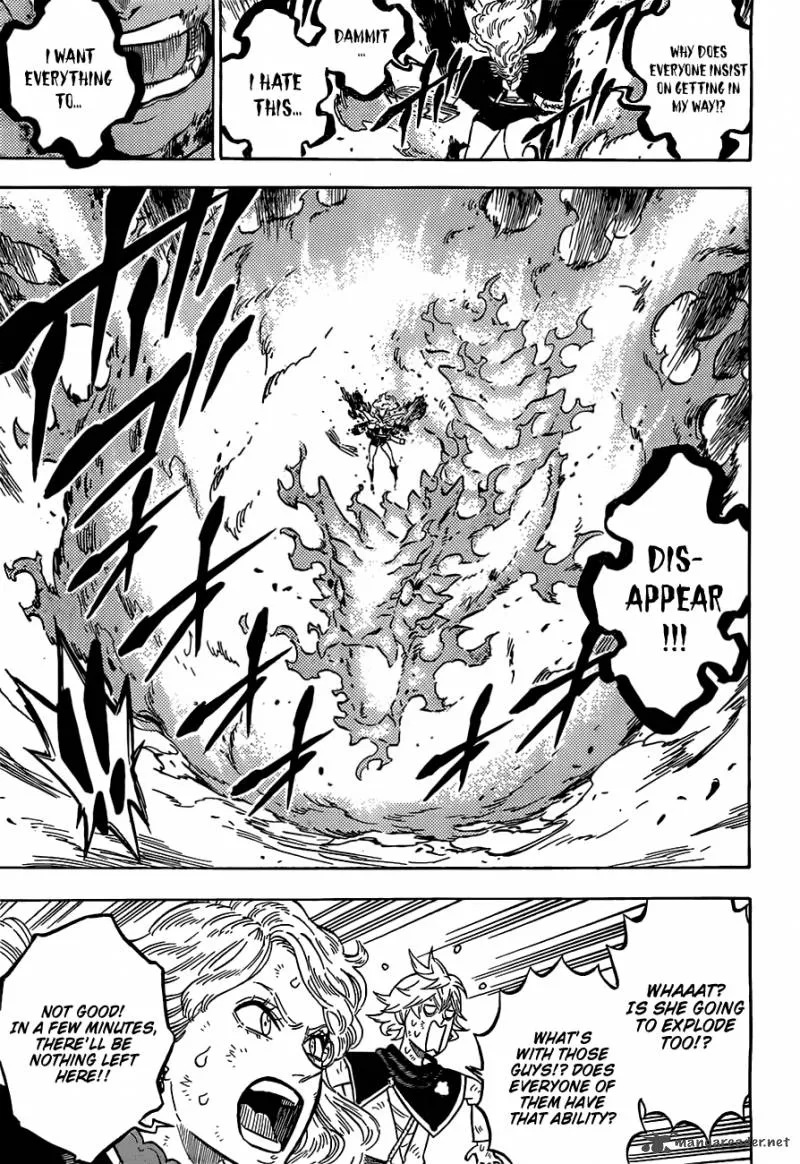 WHY DOES
EVERYONE INSIST
ON GETTING IN
MY WAY!?
DAMMIT
...
I HATE
THIS...
I WANT
EVERYTHING
TO...
DIS-
APPEAR
!!!
WHAAAT?
IS SHE GOING
TO EXPLODE
TOO!?
WHAT'S
WITH THOSE
GUYS!? DOES
EVERYONE OF
THEM HAVE
THAT ABILITY?
NOT GOOD!
IN A FEW MINUTES,
THERE'LL BE
NOTHING LEFT
HERE!!
mangareader.net